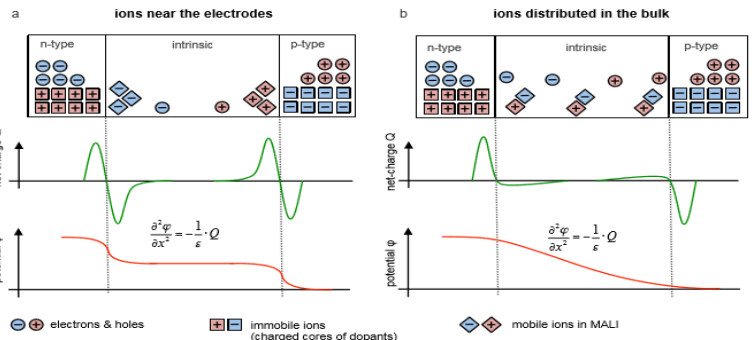 a
ions near the electrodes
n-type
intrinsic
p-type
∂²φ/∂x² = -1/ε · Q
b
ions distributed in the bulk
n-type
intrinsic
p-type
net-charge Q
potential φ
∂²φ/∂x² = -1/ε · Q
electrons & holes
immobile ions
(charged cores of dopants)
mobile ions in MALI